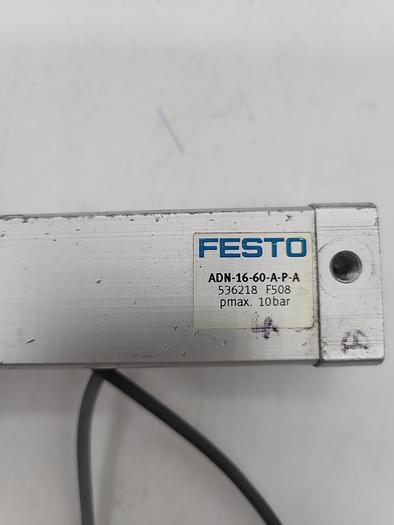 FESTO
ADN-16-60-A-P-A
536218 F508
pmax. 10bar